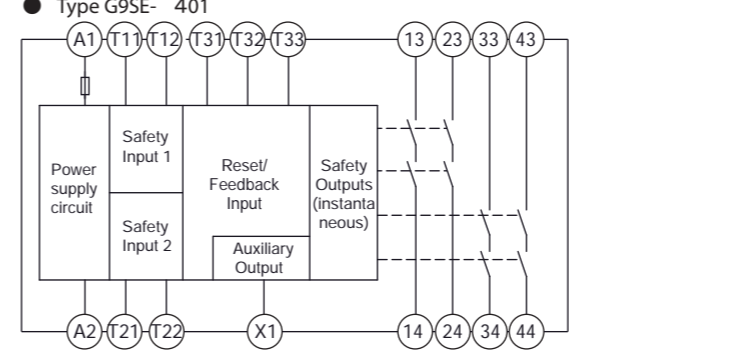 ● Type G9SE- 401
A1 T11 T12 T31 T32 T33 13 23 33 43
Power
supply
circuit
Safety
Input 1
Safety
Input 2
Reset/
Feedback
Input
Auxiliary
Output
Safety
Outputs
(instanta
neous)
A2 T21 T22 X1 14 24 34 44